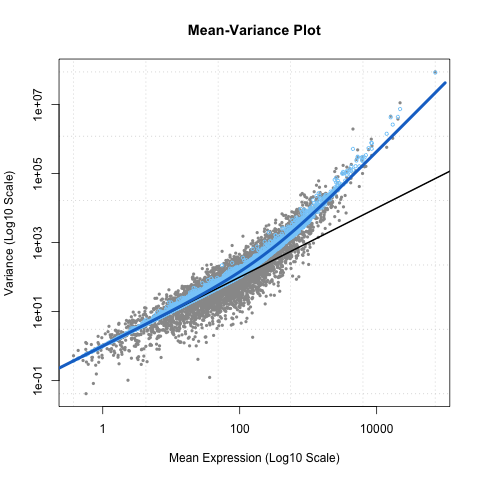 Mean-Variance Plot
Variance (Log10 Scale)
1e+07
1e+05
1e+03
1e+01
1e-01
1
100
10000
Mean Expression (Log10 Scale)